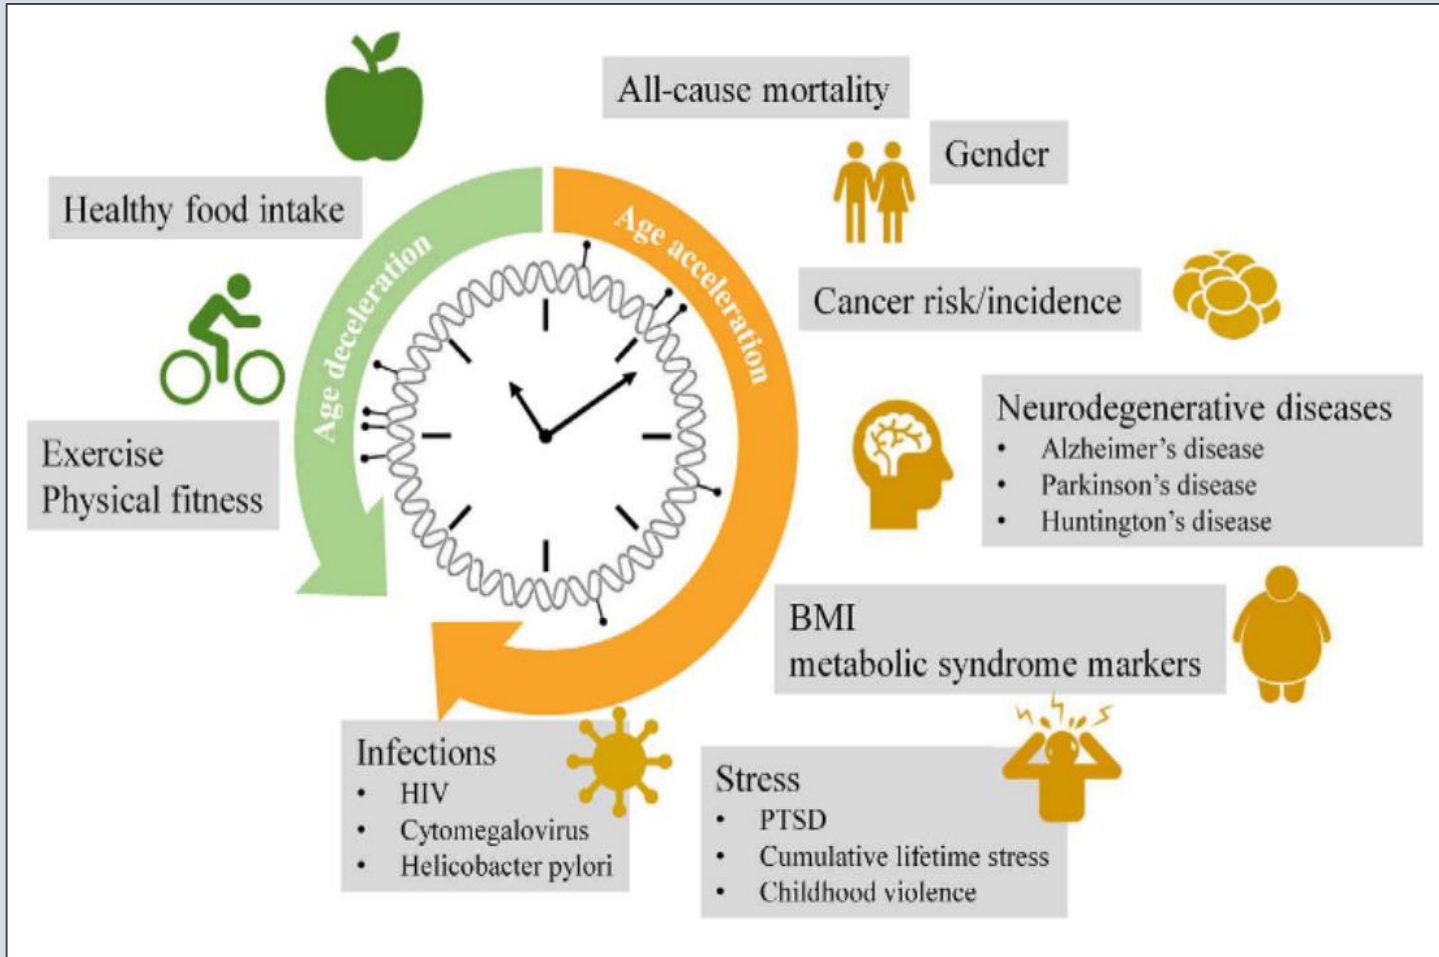 All-cause mortality
Gender
Healthy food intake
Age deceleration
Age acceleration
Cancer risk/incidence
Exercise
Physical fitness
Neurodegenerative diseases
• Alzheimer's disease
• Parkinson's disease
• Huntington's disease
BMI
metabolic syndrome markers
Infections
• HIV
• Cytomegalovirus
• Helicobacter pylori
Stress
• PTSD
• Cumulative lifetime stress
• Childhood violence